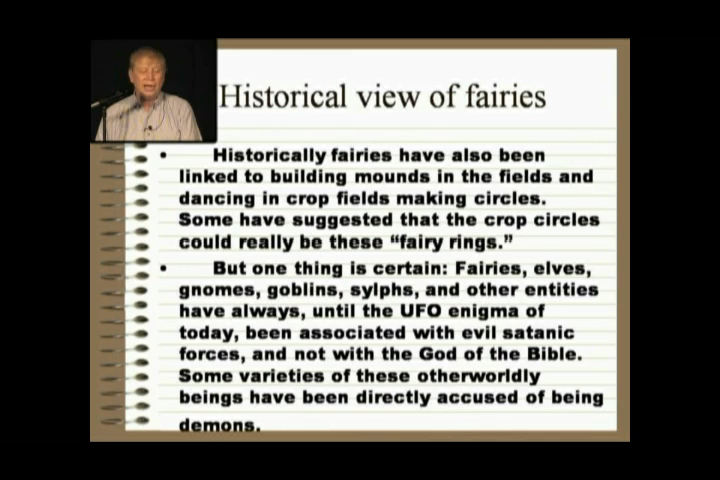 Historical view of fairies
• Historically fairies have also been
linked to building mounds in the fields and
dancing in crop fields making circles.
Some have suggested that the crop circles
could really be these “fairy rings.”
• But one thing is certain: Fairies, elves,
gnomes, goblins, sylphs, and other entities
have always, until the UFO enigma of
today, been associated with evil satanic
forces, and not with the God of the Bible.
Some varieties of these otherworldly
beings have been directly accused of being
demons.